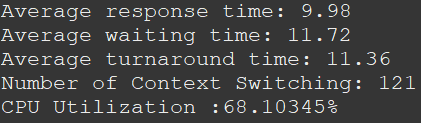 Average response time: 9.98
Average waiting time: 11.72
Average turnaround time: 11.36
Number of Context Switching: 121
CPU Utilization :68.10345%